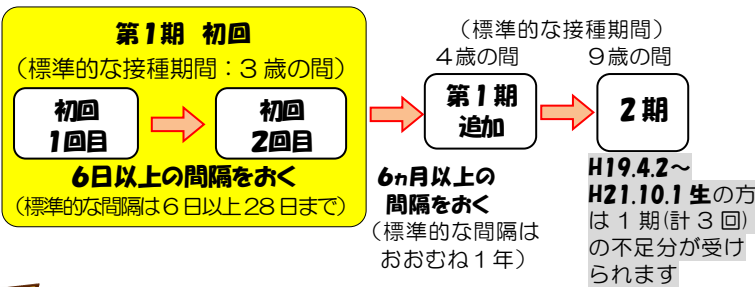 第1期 初回
(標準的な接種期間:3歳の間)
初回
1回目
初回
2回目
6日以上の間隔をおく
(標準的な間隔は6日以上28日まで)
(標準的な接種期間)
4歳の間
第1期
追加
6ヵ月以上の
間隔をおく
(標準的な間隔は
おおむね1年)
9歳の間
2期
H19.4.2~
H21.10.1生の方
は1期(計3回)
の不足分が受け
られます